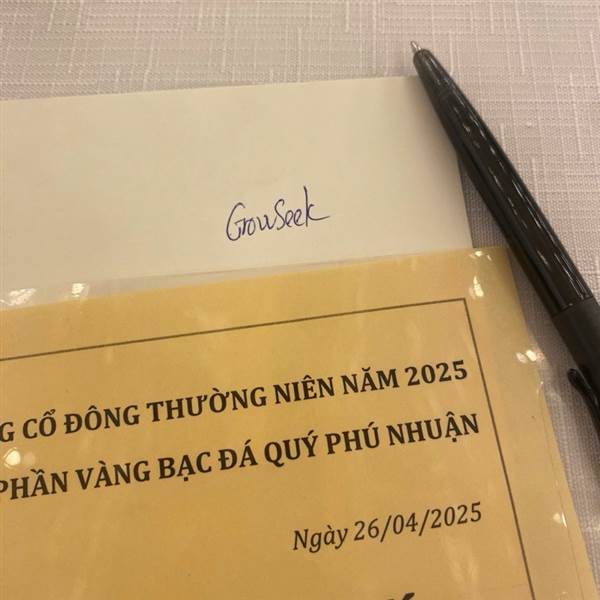 GrowSeek
G CỔ ĐÔNG THƯỜNG NIÊN NĂM 2025
PHẦN VÀNG BẠC ĐÁ QUÝ PHÚ NHUẬN
Ngày 26/04/2025